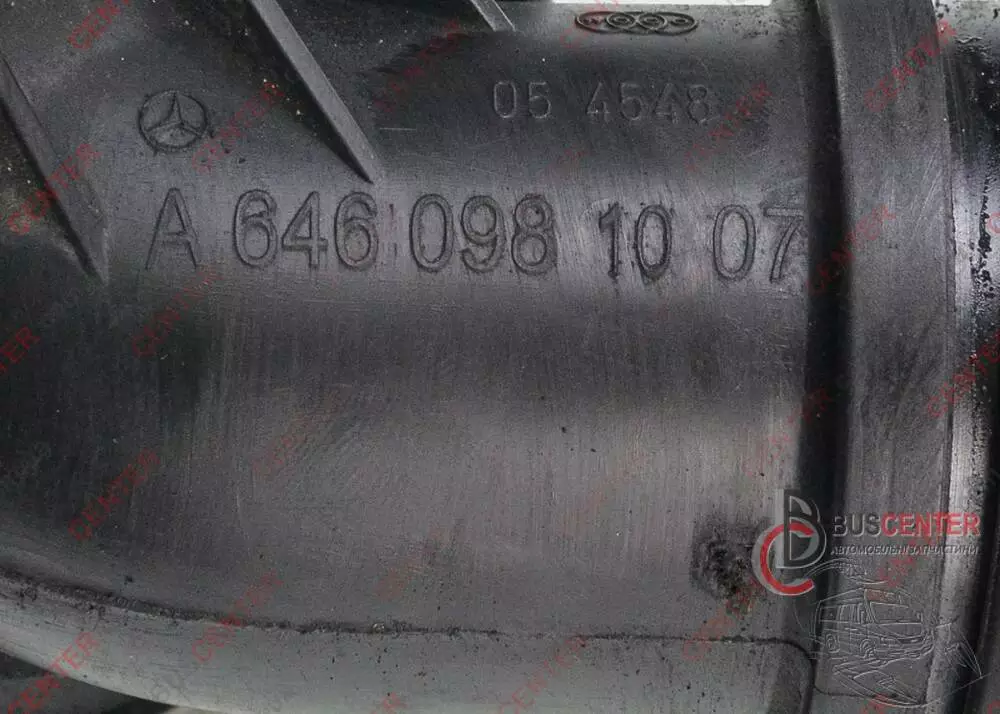 05 4548
A 646 098 10 07
BUSCENTER
АВТОМОБІЛЬНІ ЗАПЧАСТИНИ